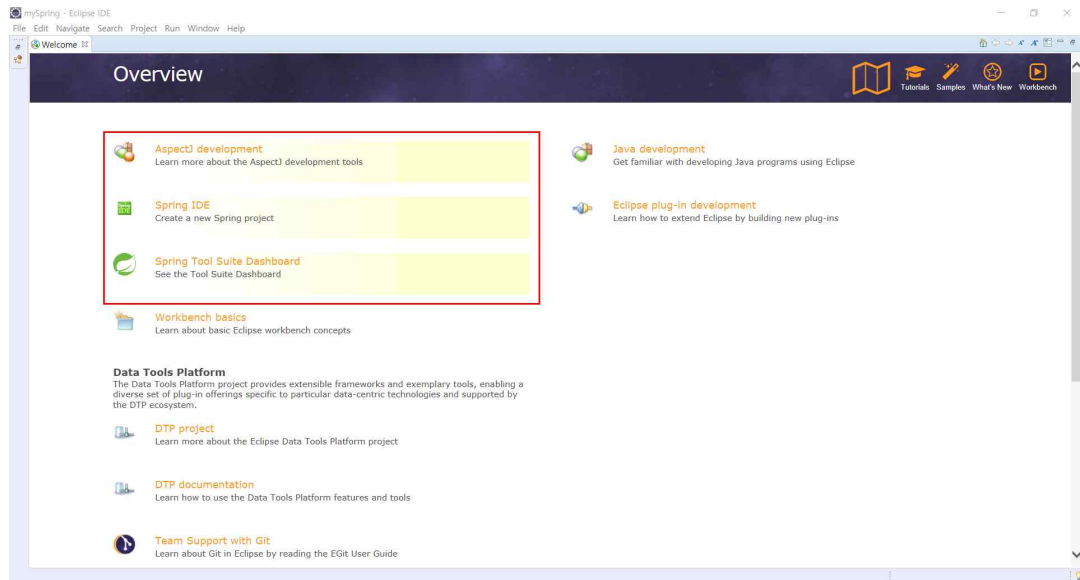 mySpring - Eclipse IDE
File Edit Navigate Search Project Run Window Help
Welcome
Overview
Tutorials Samples What's New Workbench
AspectJ development
Learn more about the AspectJ development tools
Spring IDE
Create a new Spring project
Spring Tool Suite Dashboard
See the Tool Suite Dashboard
Workbench basics
Learn about basic Eclipse workbench concepts
Data Tools Platform
The Data Tools Platform project provides extensible frameworks and exemplary tools, enabling a
diverse set of plug-in offerings specific to particular data-centric technologies and supported by
the DTP ecosystem.
DTP project
Learn more about the Eclipse Data Tools Platform project
DTP documentation
Learn how to use the Data Tools Platform features and tools
Team Support with Git
Learn about Git in Eclipse by reading the EGit User Guide
Java development
Get familiar with developing Java programs using Eclipse
Eclipse plug-in development
Learn how to extend Eclipse by building new plug-ins